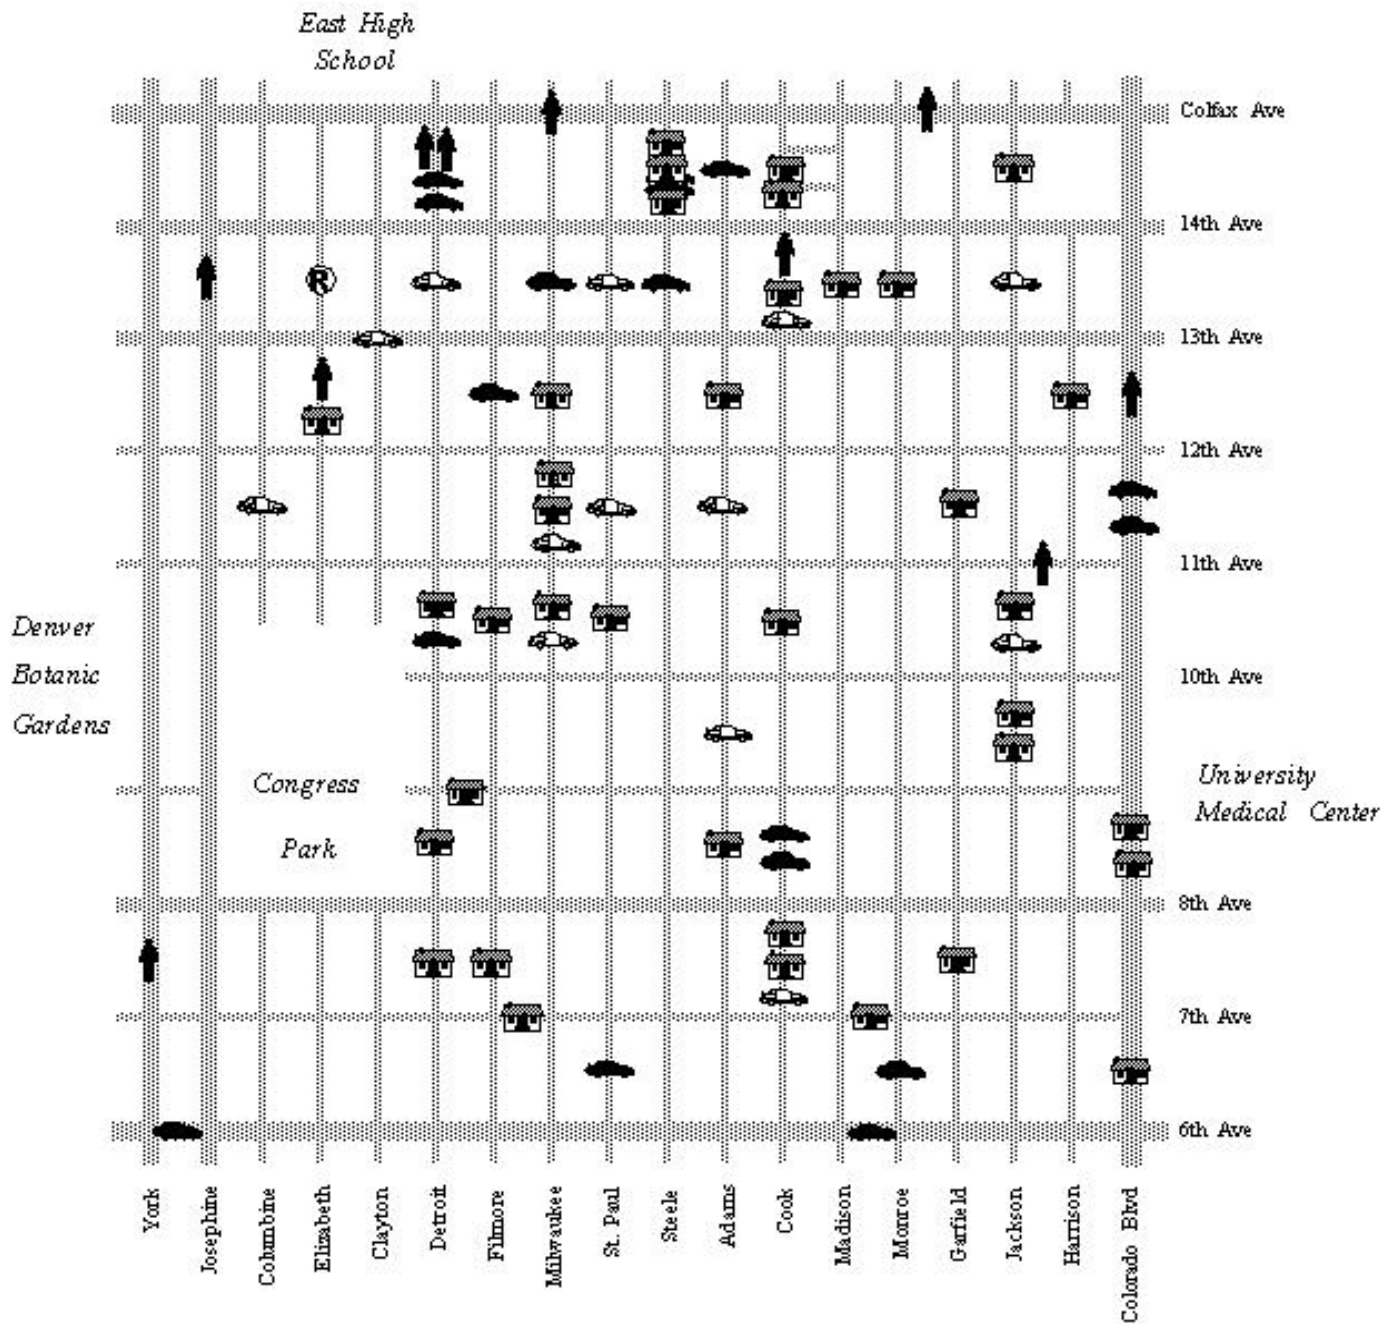 East High
School
Colfax Ave
14th Ave
R
13th Ave
12th Ave
11th Ave
Denver
Botanic
Gardens
10th Ave
Congress
Park
University
Medical Center
8th Ave
7th Ave
6th Ave
York
Josephine
Columbine
Elizabeth
Clayton
Detroit
Filmore
Milwaukee
St. Paul
Steele
Adams
Cook
Madison
Monroe
Garfield
Jackson
Harrison
Colorado Blvd